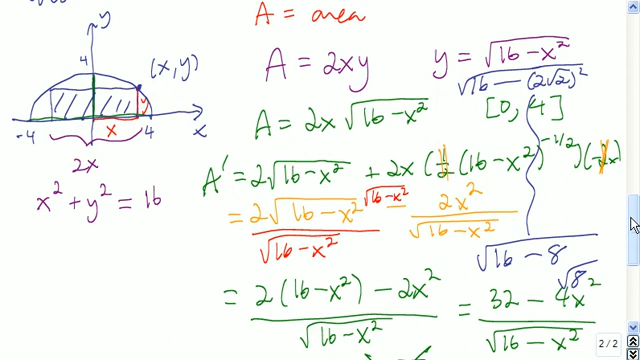 A = area
y
4
(x,y)
A = 2xy
y = √(16-x²)
√(16-(2√2)²)
-4 x y 4 x
[0, 4]
A = 2x √(16-x²)
2x
A' = 2√(16-x²) + 2x (½(16-x²)^(-1/2))
x² + y² = 16
= 2√(16-x²) √(16-x²) 2x²
√(16-x²) √(16-x²)
√(16-8)
√8
= 2(16-x²) - 2x² = 32 - 4x²
√(16-x²) √(16-x²)
2/2